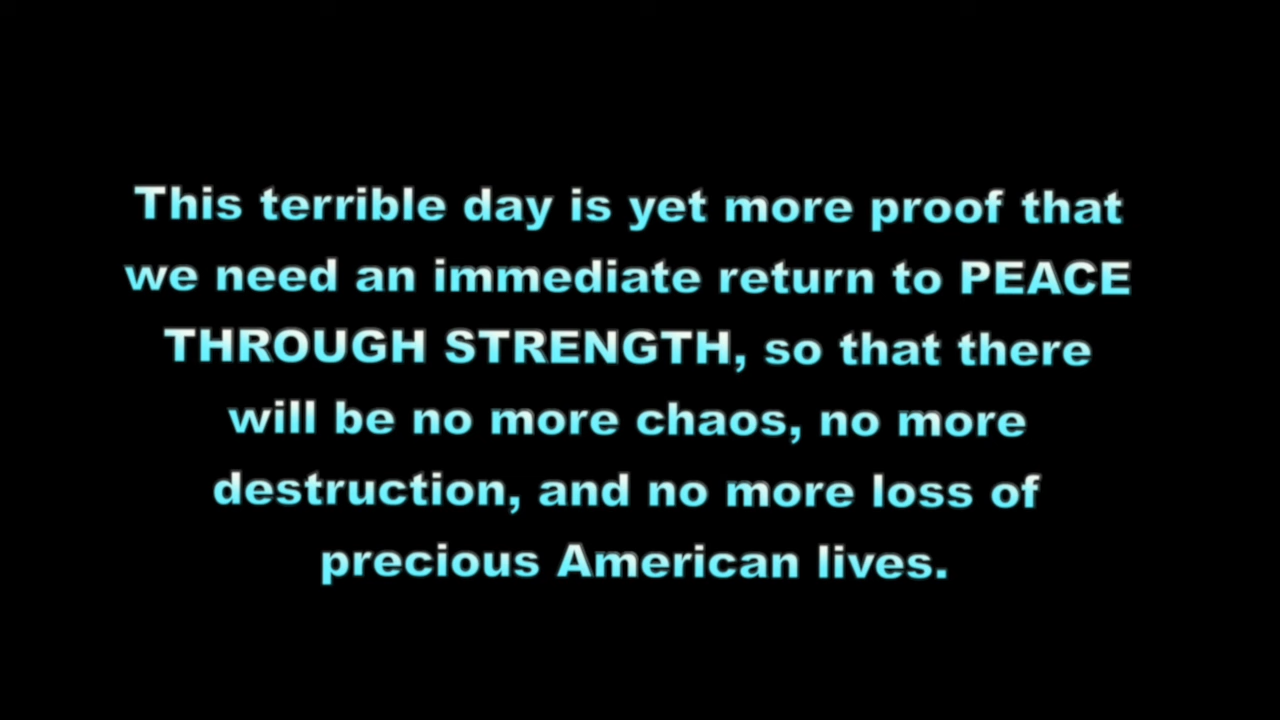 This terrible day is yet more proof that
we need an immediate return to PEACE
THROUGH STRENGTH, so that there
will be no more chaos, no more
destruction, and no more loss of
precious American lives.